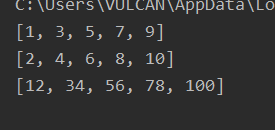 C:\Users\VULCAN\AppData\Lo
[1, 3, 5, 7, 9]
[2, 4, 6, 8, 10]
[12, 34, 56, 78, 100]